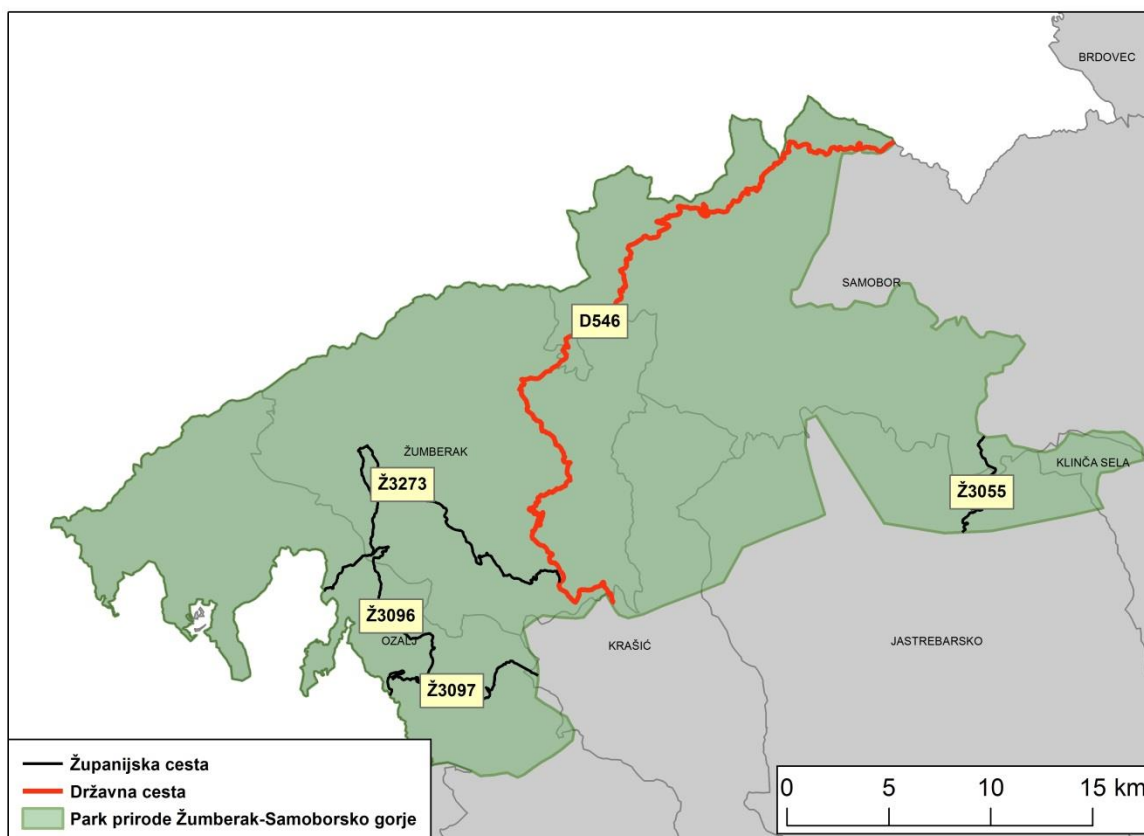 BRDOVEC
SAMOBOR
D546
ŽUMBERAK
KLINČA SELA
Ž3273
Ž3055
Ž3096
OZALJ
KRAŠIĆ
JASTREBARSKO
Ž3097
Županijska cesta
Državna cesta
Park prirode Žumberak-Samoborsko gorje
0 5 10 15 km